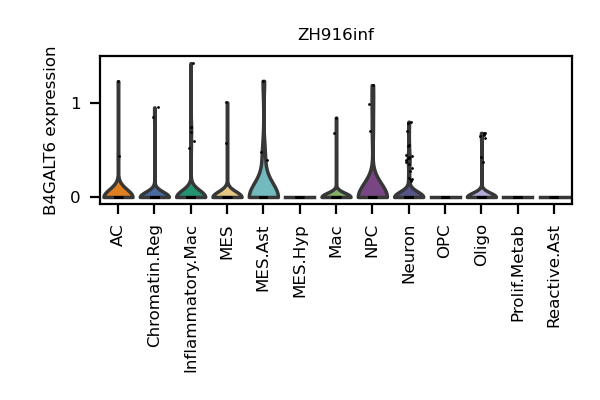 ZH916inf
B4GALT6 expression
1
0
AC
Chromatin.Reg
Inflammatory.Mac
MES
MES.Ast
MES.Hyp
Mac
NPC
Neuron
OPC
Oligo
Prolif.Metab
Reactive.Ast